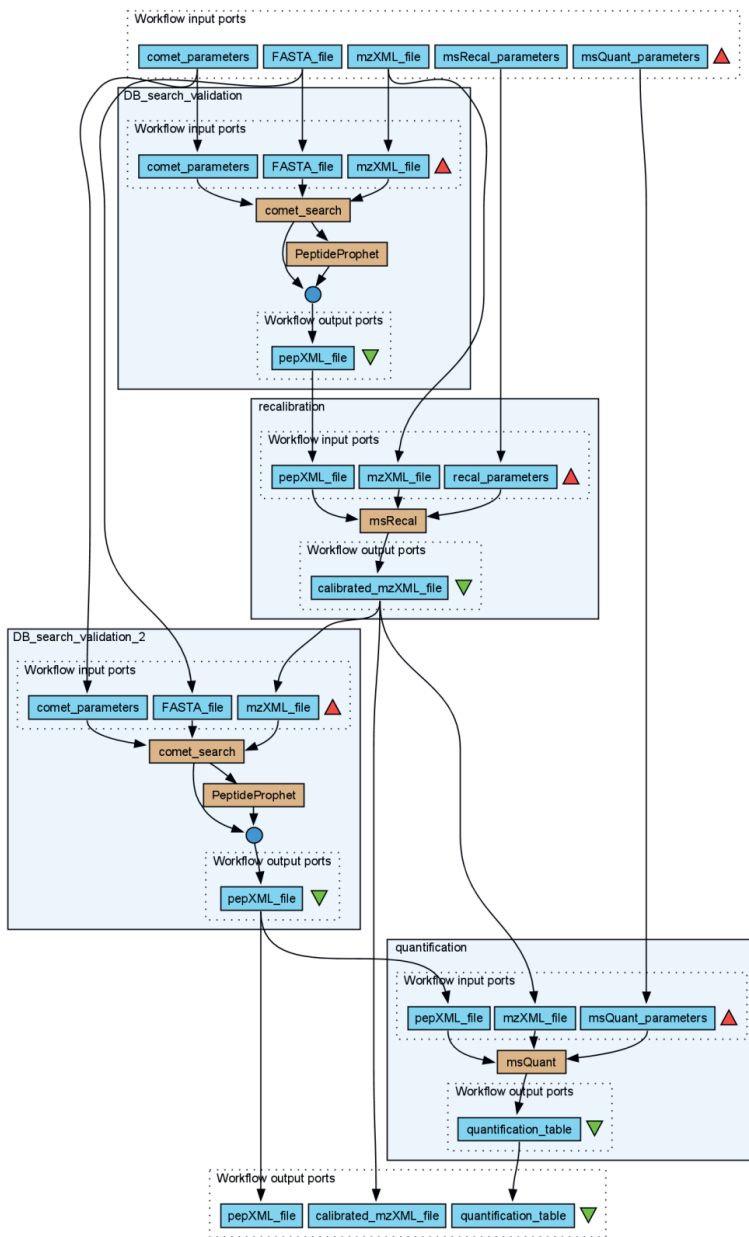 Workflow input ports
comet_parameters FASTA_file mzXML_file msRecal_parameters msQuant_parameters
DB_search_validation
Workflow input ports
comet_parameters FASTA_file mzXML_file
comet_search
PeptideProphet
Workflow output ports
pepXML_file
recalibration
Workflow input ports
pepXML_file mzXML_file recal_parameters
msRecal
Workflow output ports
calibrated_mzXML_file
DB_search_validation_2
Workflow input ports
comet_parameters FASTA_file mzXML_file
comet_search
PeptideProphet
Workflow output ports
pepXML_file
quantification
Workflow input ports
pepXML_file mzXML_file msQuant_parameters
msQuant
Workflow output ports
quantification_table
Workflow output ports
pepXML_file calibrated_mzXML_file quantification_table